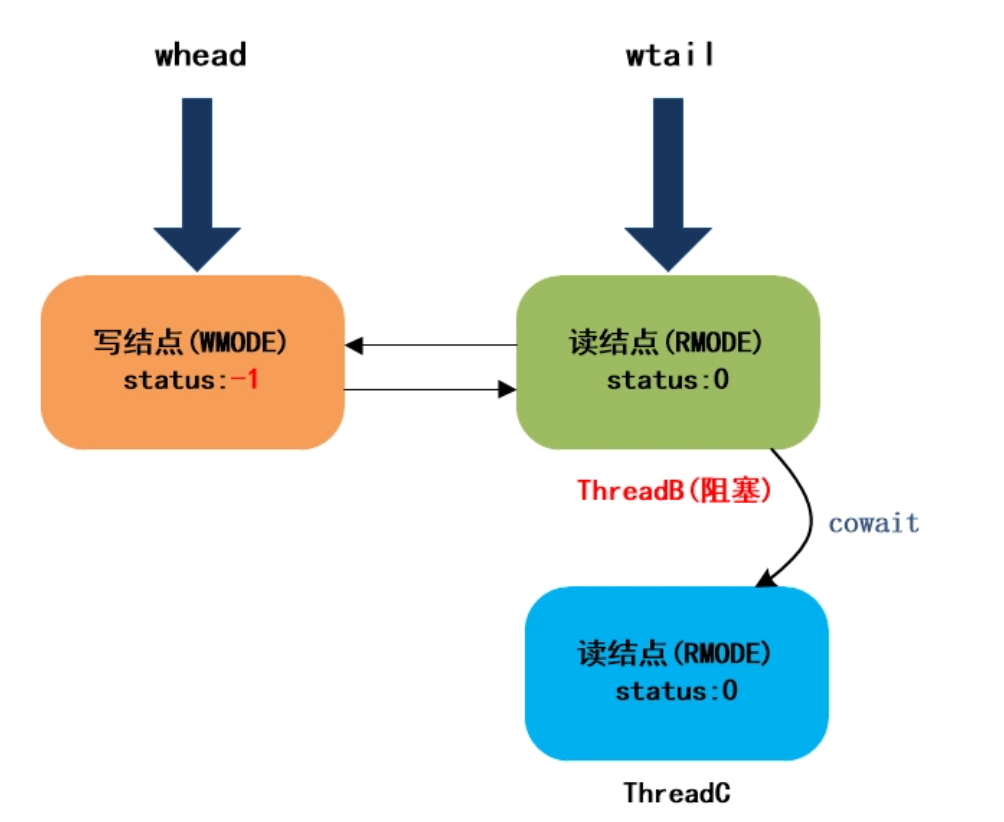 whead
wtail
写结点(WMODE)
status:-1
读结点(RMODE)
status:0
ThreadB(阻塞)
cowait
读结点(RMODE)
status:0
ThreadC